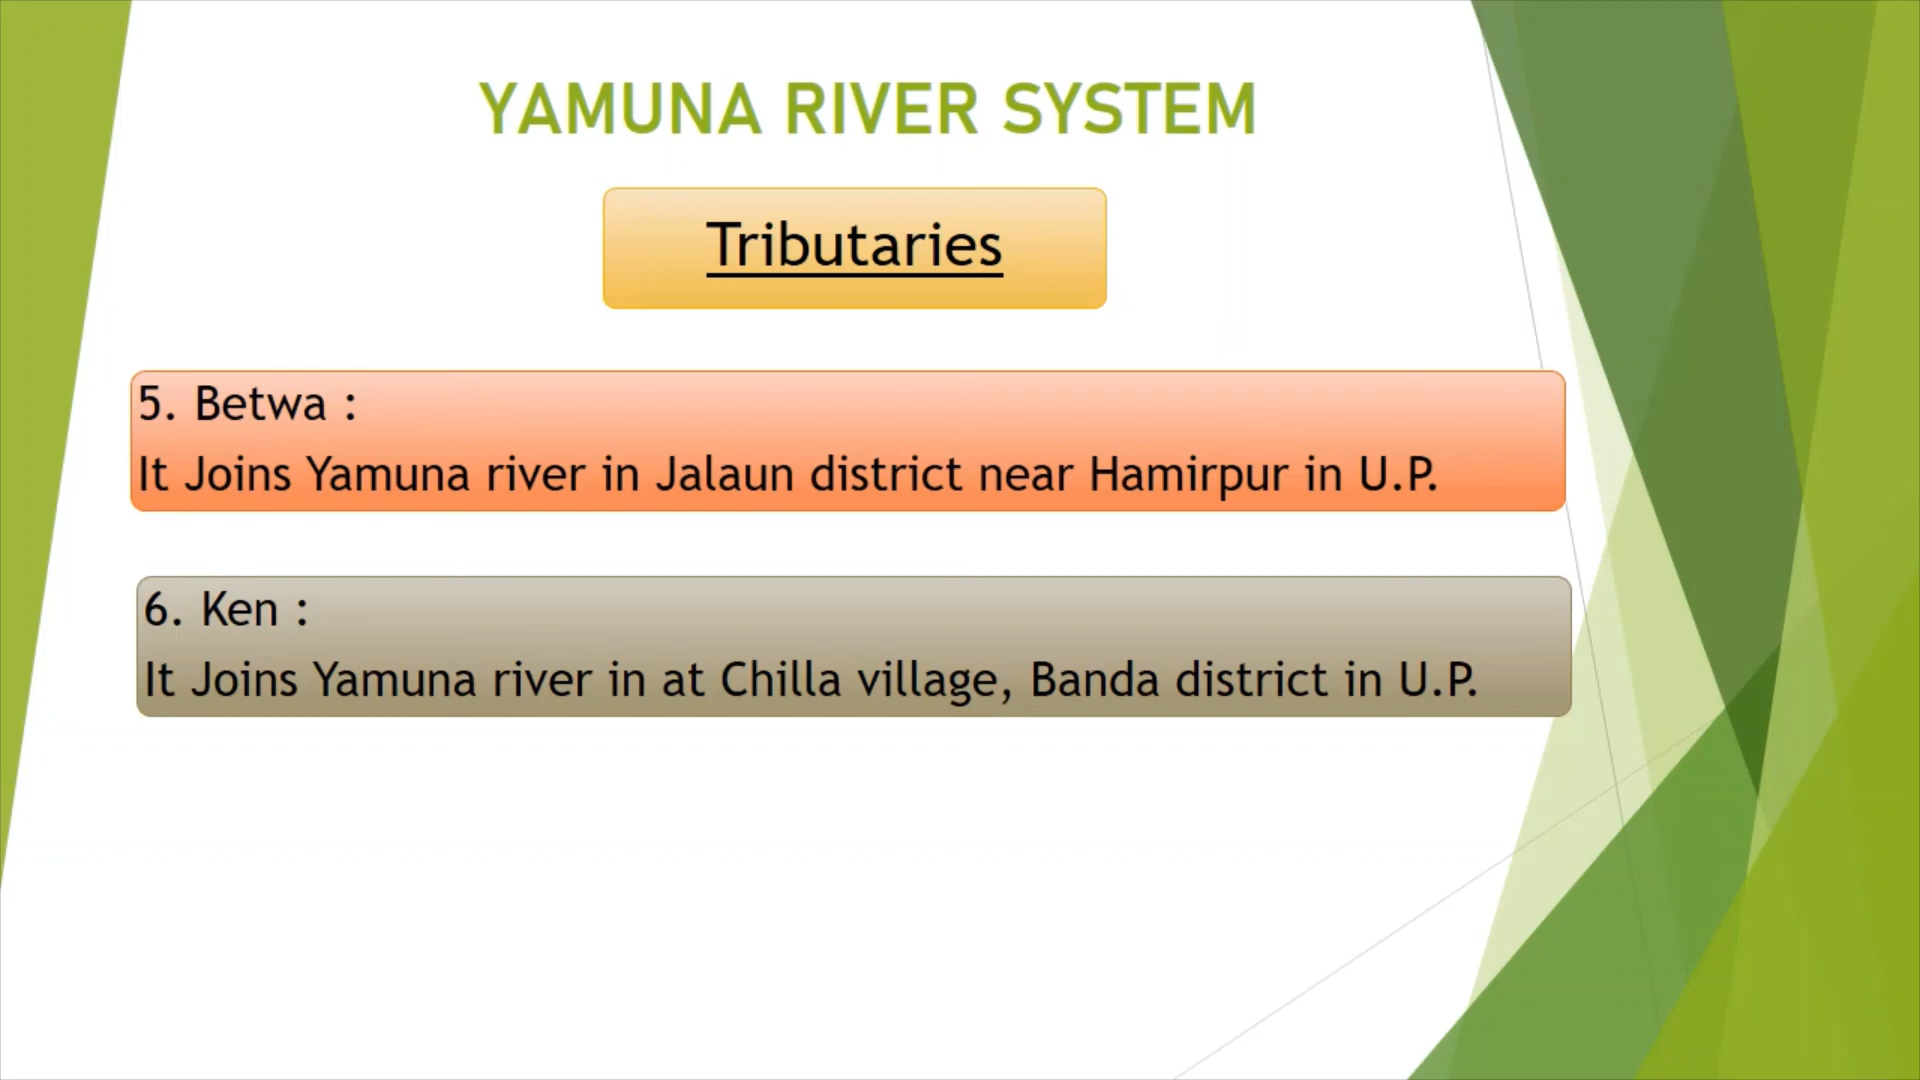 YAMUNA RIVER SYSTEM
Tributaries
5. Betwa :
It Joins Yamuna river in Jalaun district near Hamirpur in U.P.
6. Ken :
It Joins Yamuna river in at Chilla village, Banda district in U.P.